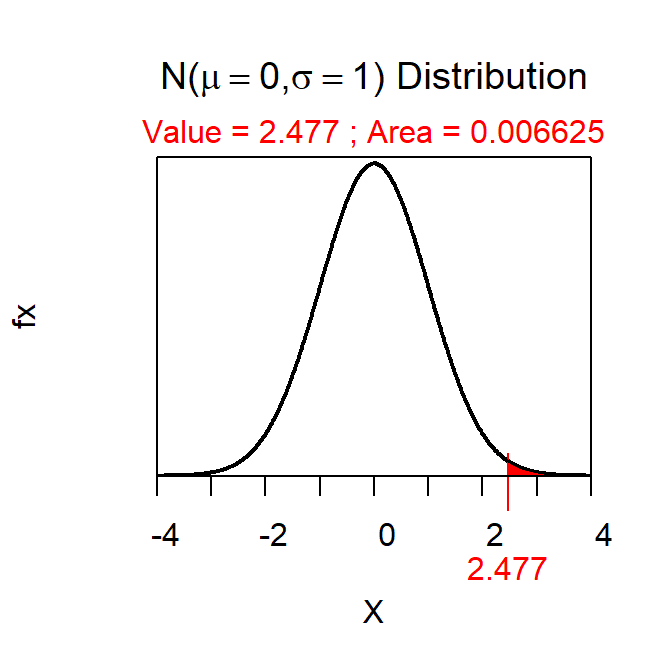 N(μ = 0,σ = 1) Distribution
Value = 2.477 ; Area = 0.006625
fx
-4 -2 0 2 4
2.477
X